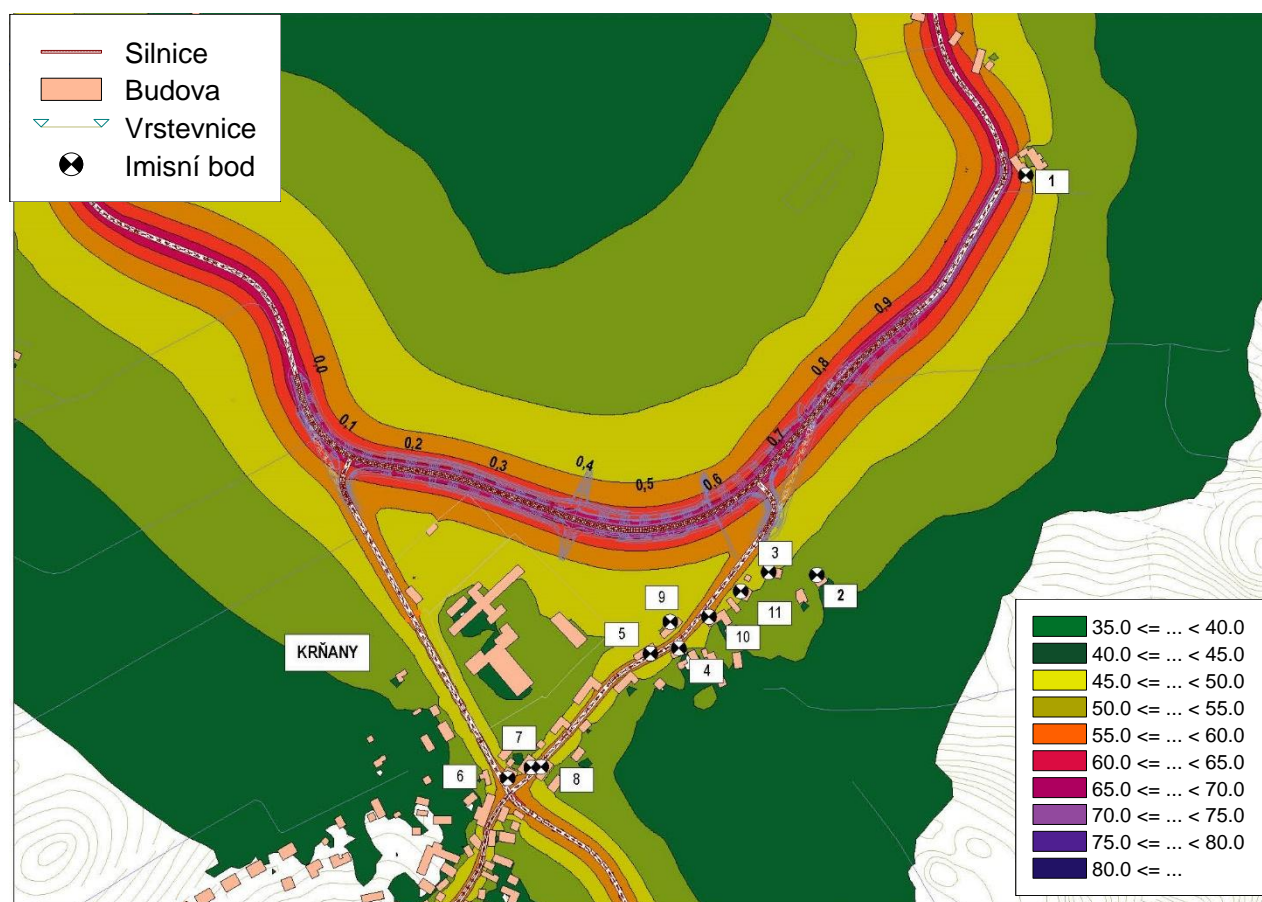 Silnice
Budova
Vrstevnice
Imisní bod
1
0,9
0,0
0,8
0,1
0,2
0,7
0,3
0,4
0,6
0,5
3
2
9
11
5
10
KRŇANY
4
7
6
8
35.0 <= ... < 40.0
40.0 <= ... < 45.0
45.0 <= ... < 50.0
50.0 <= ... < 55.0
55.0 <= ... < 60.0
60.0 <= ... < 65.0
65.0 <= ... < 70.0
70.0 <= ... < 75.0
75.0 <= ... < 80.0
80.0 <= ...